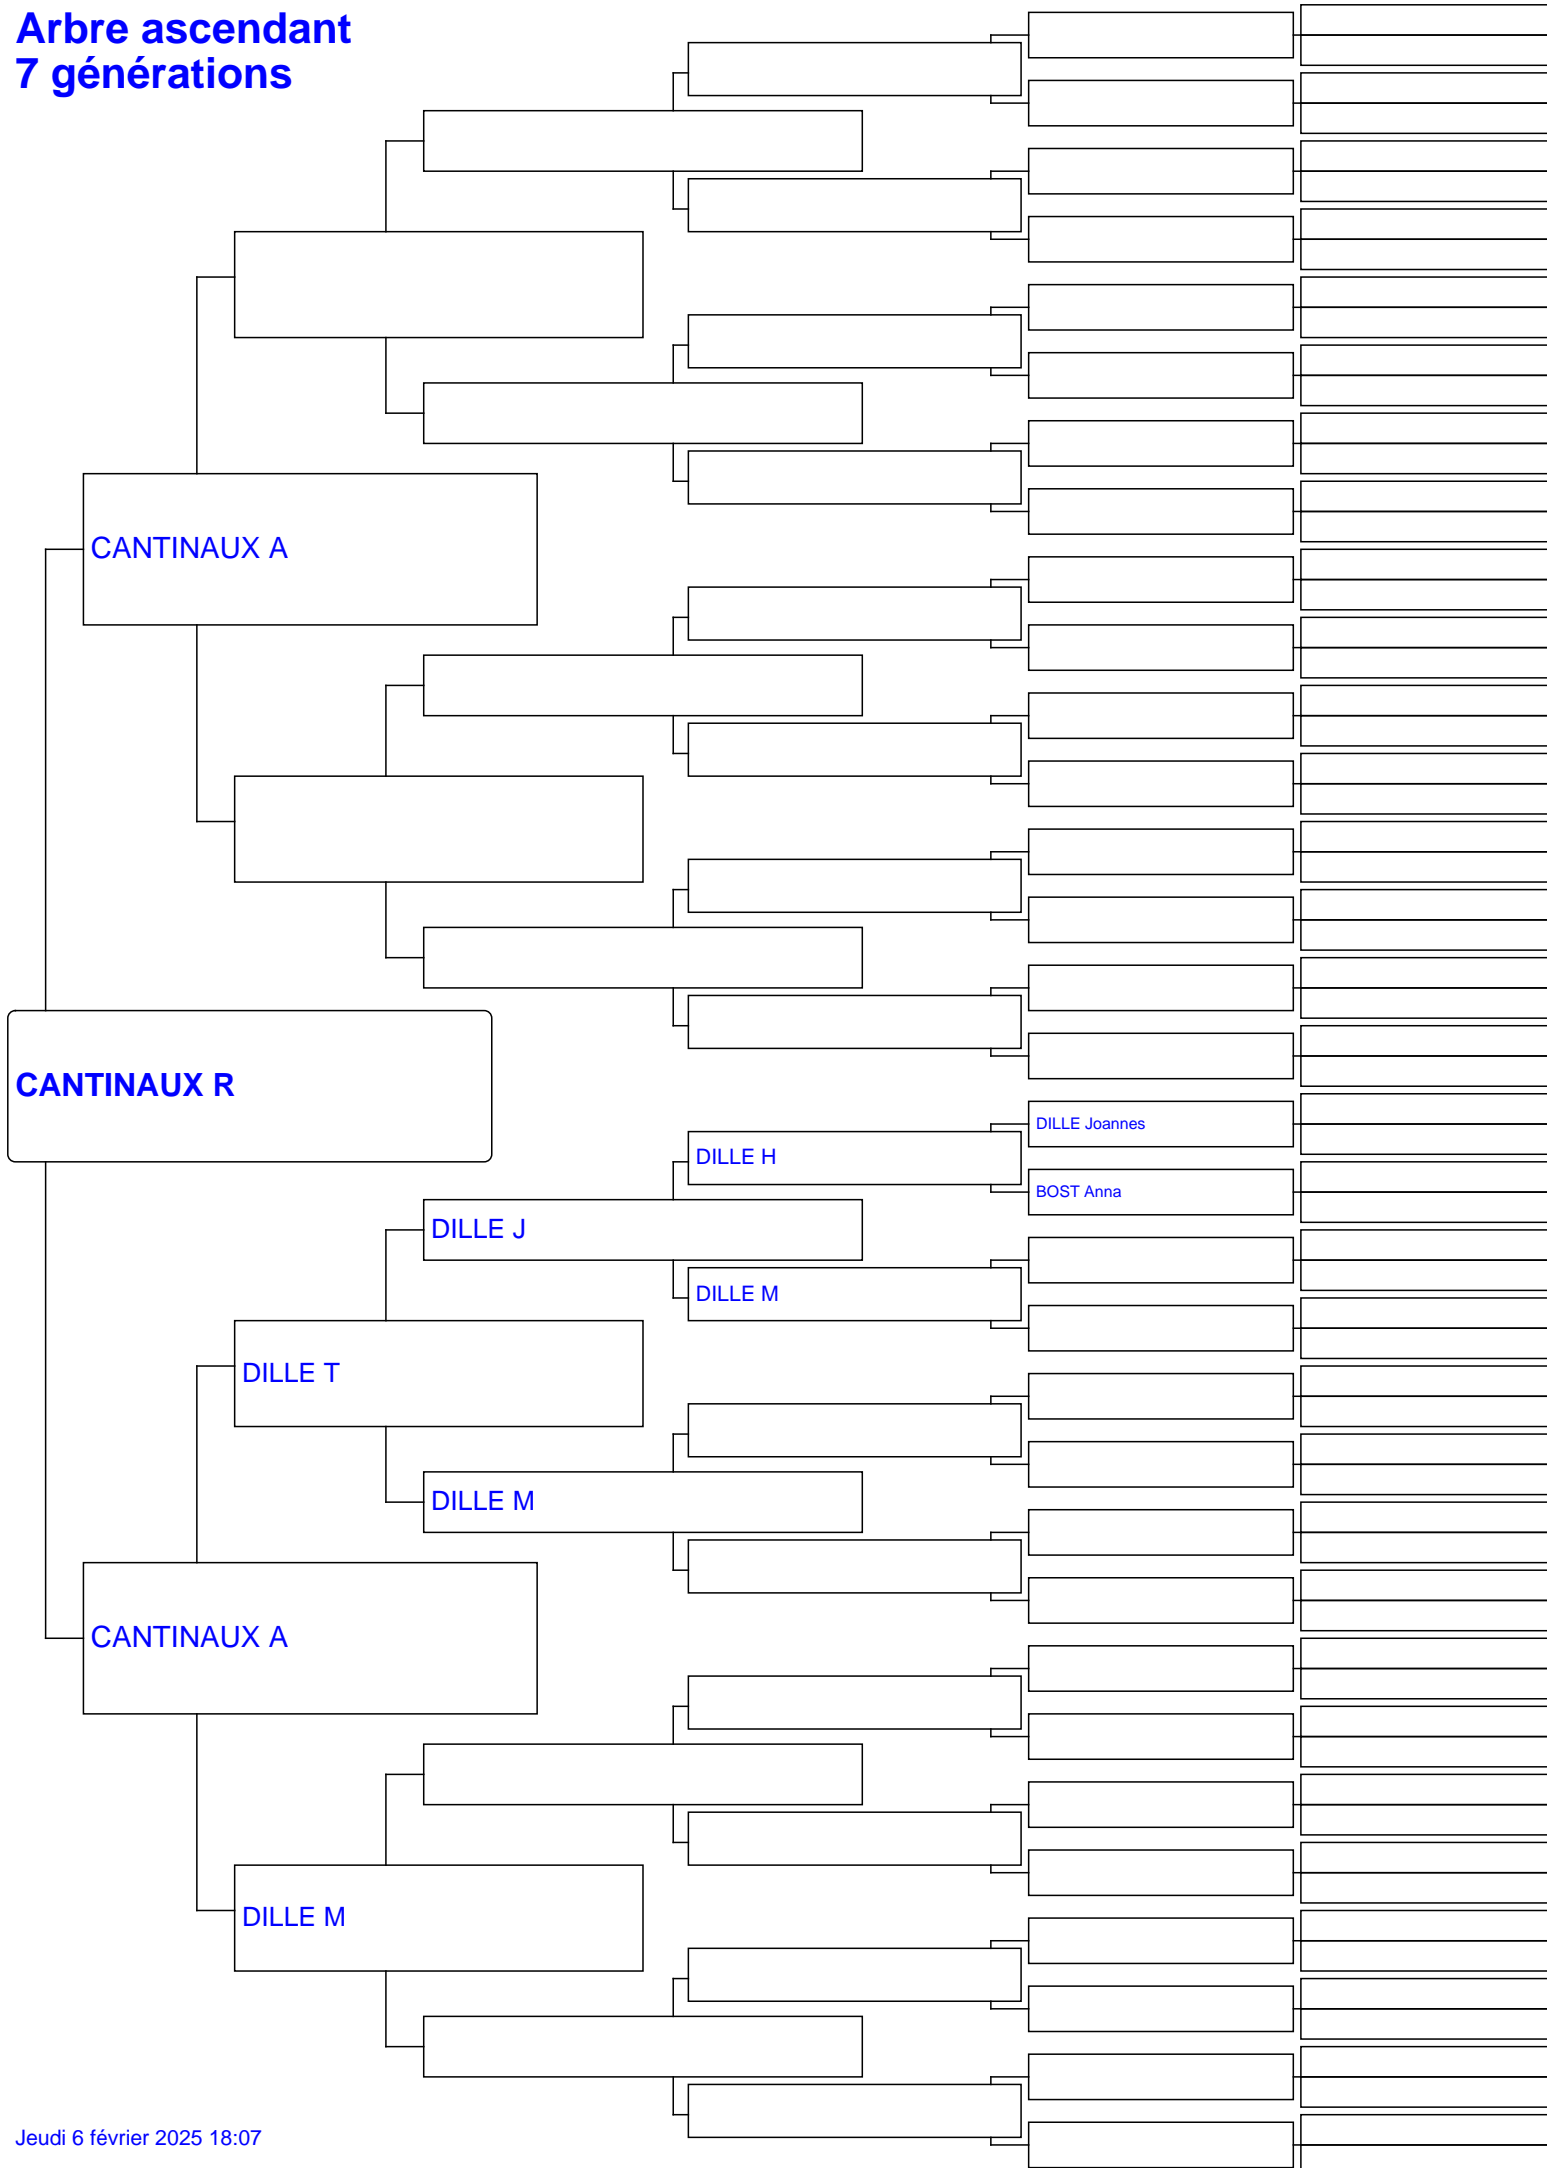 Arbre ascendant
7 générations
CANTINAUX A
CANTINAUX R
DILLE Joannes
DILLE H
BOST Anna
DILLE J
DILLE M
DILLE T
DILLE M
CANTINAUX A
DILLE M
Jeudi 6 février 2025 18:07